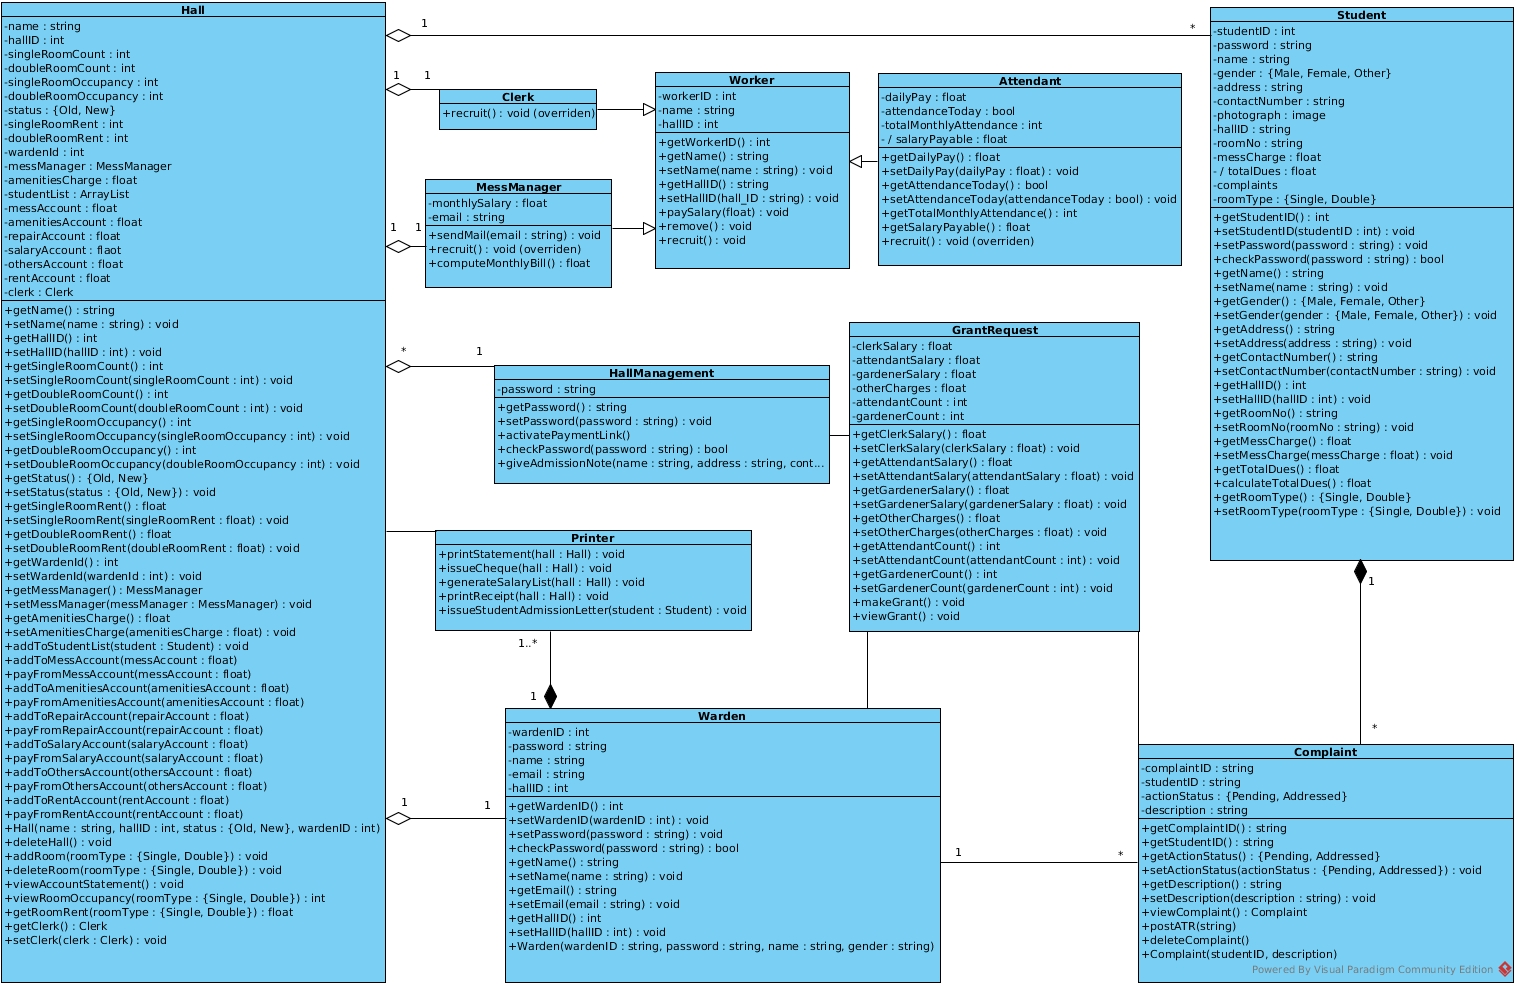 Hall
-name : string
-hallID : int
-singleRoomCount : int
-doubleRoomCount : int
-singleRoomOccupancy : int
-doubleRoomOccupancy : int
-status : {Old, New}
-singleRoomRent : int
-doubleRoomRent : int
-wardenId : int
-messManager : MessManager
-amenitiesCharge : float
-studentList : ArrayList
-messAccount : float
-amenitiesAccount : float
-repairAccount : float
-salaryAccount : flaot
-othersAccount : float
-rentAccount : float
-clerk : Clerk
+getName() : string
+setName(name : string) : void
+getHallID() : int
+setHallID(hallID : int) : void
+getSingleRoomCount() : int
+setSingleRoomCount(singleRoomCount : int) : void
+getDoubleRoomCount() : int
+setDoubleRoomCount(doubleRoomCount : int) : void
+getSingleRoomOccupancy() : int
+setSingleRoomOccupancy(singleRoomOccupancy : int) : void
+getDoubleRoomOccupancy() : int
+setDoubleRoomOccupancy(doubleRoomOccupancy : int) : void
+getStatus() : {Old, New}
+setStatus(status : {Old, New}) : void
+getSingleRoomRent() : float
+setSingleRoomRent(singleRoomRent : float) : void
+getDoubleRoomRent() : float
+setDoubleRoomRent(doubleRoomRent : float) : void
+getWardenId() : int
+setWardenId(wardenId : int) : void
+getMessManager() : MessManager
+setMessManager(messManager : MessManager) : void
+getAmenitiesCharge() : float
+setAmenitiesCharge(amenitiesCharge : float) : void
+addToStudentList(student : Student) : void
+addToMessAccount(messAccount : float)
+payFromMessAccount(messAccount : float)
+addToAmenitiesAccount(amenitiesAccount : float)
+payFromAmenitiesAccount(amenitiesAccount : float)
+addToRepairAccount(repairAccount : float)
+payFromRepairAccount(repairAccount : float)
+addToSalaryAccount(salaryAccount : float)
+payFromSalaryAccount(salaryAccount : float)
+addToOthersAccount(othersAccount : float)
+payFromOthersAccount(othersAccount : float)
+addToRentAccount(rentAccount : float)
+payFromRentAccount(rentAccount : float)
+Hall(name : string, hallID : int, status : {Old, New}, wardenID : int)
+deleteHall() : void
+addRoom(roomType : {Single, Double}) : void
+deleteRoom(roomType : {Single, Double}) : void
+viewAccountStatement() : void
+viewRoomOccupancy(roomType : {Single, Double}) : int
+getRoomRent(roomType : {Single, Double}) : float
+getClerk() : Clerk
+setClerk(clerk : Clerk) : void
1
*
1
1
1
1
*
1
1
1
Clerk
+recruit() : void (overriden)
MessManager
-monthlySalary : float
-email : string
+sendMail(email : string) : void
+recruit() : void (overriden)
+computeMonthlyBill() : float
Worker
-workerID : int
-name : string
-hallID : int
+getWorkerID() : int
+getName() : string
+setName(name : string) : void
+getHallID() : string
+setHallID(hall_ID : string) : void
+paySalary(float) : void
+remove() : void
+recruit() : void
Attendant
-dailyPay : float
-attendanceToday : bool
-totalMonthlyAttendance : int
- / salaryPayable : float
+getDailyPay() : float
+setDailyPay(dailyPay : float) : void
+getAttendanceToday() : bool
+setAttendanceToday(attendanceToday : bool) : void
+getTotalMonthlyAttendance() : int
+getSalaryPayable() : float
+recruit() : void (overriden)
Student
-studentID : int
-password : string
-name : string
-gender : {Male, Female, Other}
-address : string
-contactNumber : string
-photograph : image
-hallID : string
-roomNo : string
-messCharge : float
- / totalDues : float
-complaints
-roomType : {Single, Double}
+getStudentID() : int
+setStudentID(studentID : int) : void
+setPassword(password : string) : void
+checkPassword(password : string) : bool
+getName() : string
+setName(name : string) : void
+getGender() : {Male, Female, Other}
+setGender(gender : {Male, Female, Other}) : void
+getAddress() : string
+setAddress(address : string) : void
+getContactNumber() : string
+setContactNumber(contactNumber : string) : void
+getHallID() : int
+setHallID(hallID : int) : void
+getRoomNo() : string
+setRoomNo(roomNo : string) : void
+getMessCharge() : float
+setMessCharge(messCharge : float) : void
+getTotalDues() : float
+calculateTotalDues() : float
+getRoomType() : {Single, Double}
+setRoomType(roomType : {Single, Double}) : void
HallManagement
-password : string
+getPassword() : string
+setPassword(password : string) : void
+activatePaymentLink()
+checkPassword(password : string) : bool
+giveAdmissionNote(name : string, address : string, cont...
GrantRequest
-clerkSalary : float
-attendantSalary : float
-gardenerSalary : float
-otherCharges : float
-attendantCount : int
-gardenerCount : int
+getClerkSalary() : float
+setClerkSalary(clerkSalary : float) : void
+getAttendantSalary() : float
+setAttendantSalary(attendantSalary : float) : void
+getGardenerSalary() : float
+setGardenerSalary(gardenerSalary : float) : void
+getOtherCharges() : float
+setOtherCharges(otherCharges : float) : void
+getAttendantCount() : int
+setAttendantCount(attendantCount : int) : void
+getGardenerCount() : int
+setGardenerCount(gardenerCount : int) : void
+makeGrant() : void
+viewGrant() : void
Printer
+printStatement(hall : Hall) : void
+issueCheque(hall : Hall) : void
+generateSalaryList(hall : Hall) : void
+printReceipt(hall : Hall) : void
+issueStudentAdmissionLetter(student : Student) : void
1..*
1
Warden
-wardenID : int
-password : string
-name : string
-email : string
-hallID : int
+getWardenID() : int
+setWardenID(wardenID : int) : void
+setPassword(password : string) : void
+checkPassword(password : string) : bool
+getName() : string
+setName(name : string) : void
+getEmail() : string
+setEmail(email : string) : void
+getHallID() : int
+setHallID(hallID : int) : void
+Warden(wardenID : string, password : string, name : string, gender : string)
1
*
1
*
Complaint
-complaintID : string
-studentID : string
-actionStatus : {Pending, Addressed}
-description : string
+getComplaintID() : string
+getStudentID() : string
+getActionStatus() : {Pending, Addressed}
+setActionStatus(actionStatus : {Pending, Addressed}) : void
+getDescription() : string
+setDescription(description : string) : void
+viewComplaint() : Complaint
+postATR(string)
+deleteComplaint()
+Complaint(studentID, description)
Powered By Visual Paradigm Community Edition